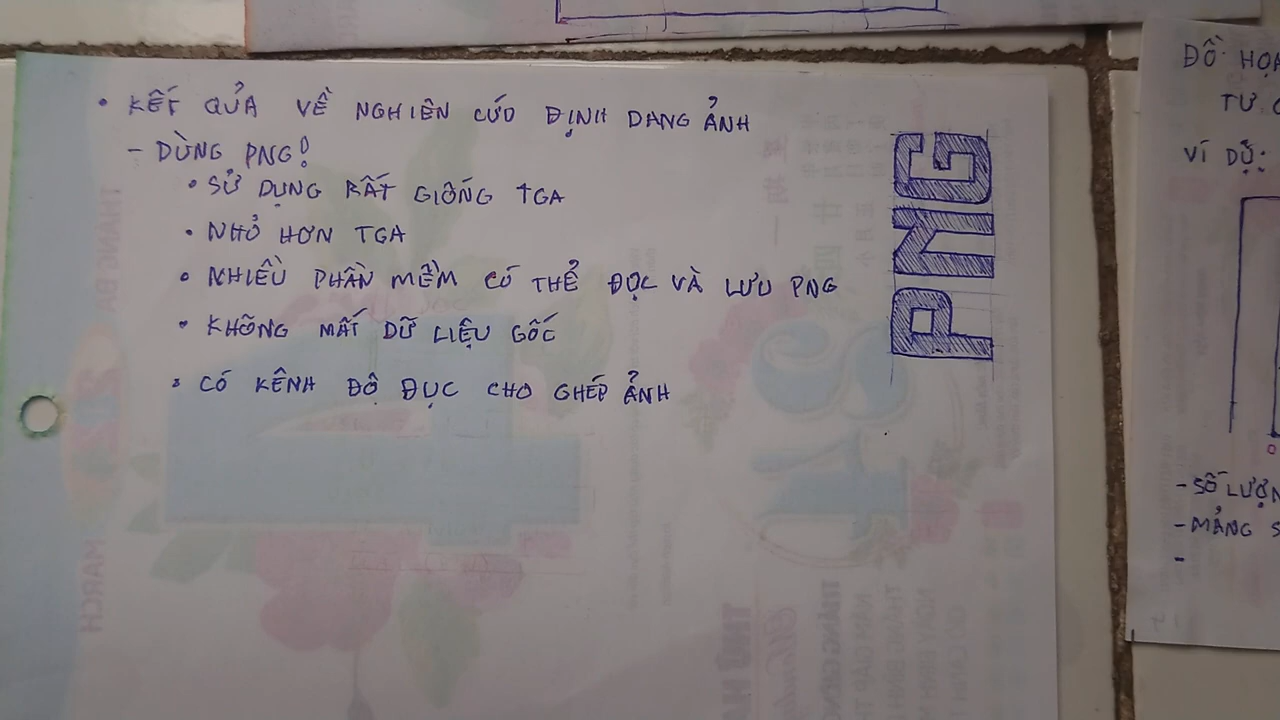 • KẾT QUẢ VỀ NGHIÊN CỨU ĐỊNH DẠNG ẢNH
- DÙNG PNG!
• SỬ DỤNG RẤT GIỐNG TGA
• NHỎ HƠN TGA
• NHIỀU PHẦN MỀM CÓ THỂ ĐỌC VÀ LƯU PNG
• KHÔNG MẤT DỮ LIỆU GỐC
• CÓ KÊNH ĐỘ ĐỤC CHO GHÉP ẢNH
PNG
ĐỒ HỌA
VÍ DỤ:
- SỐ LƯỢN
- MẢNG S
-